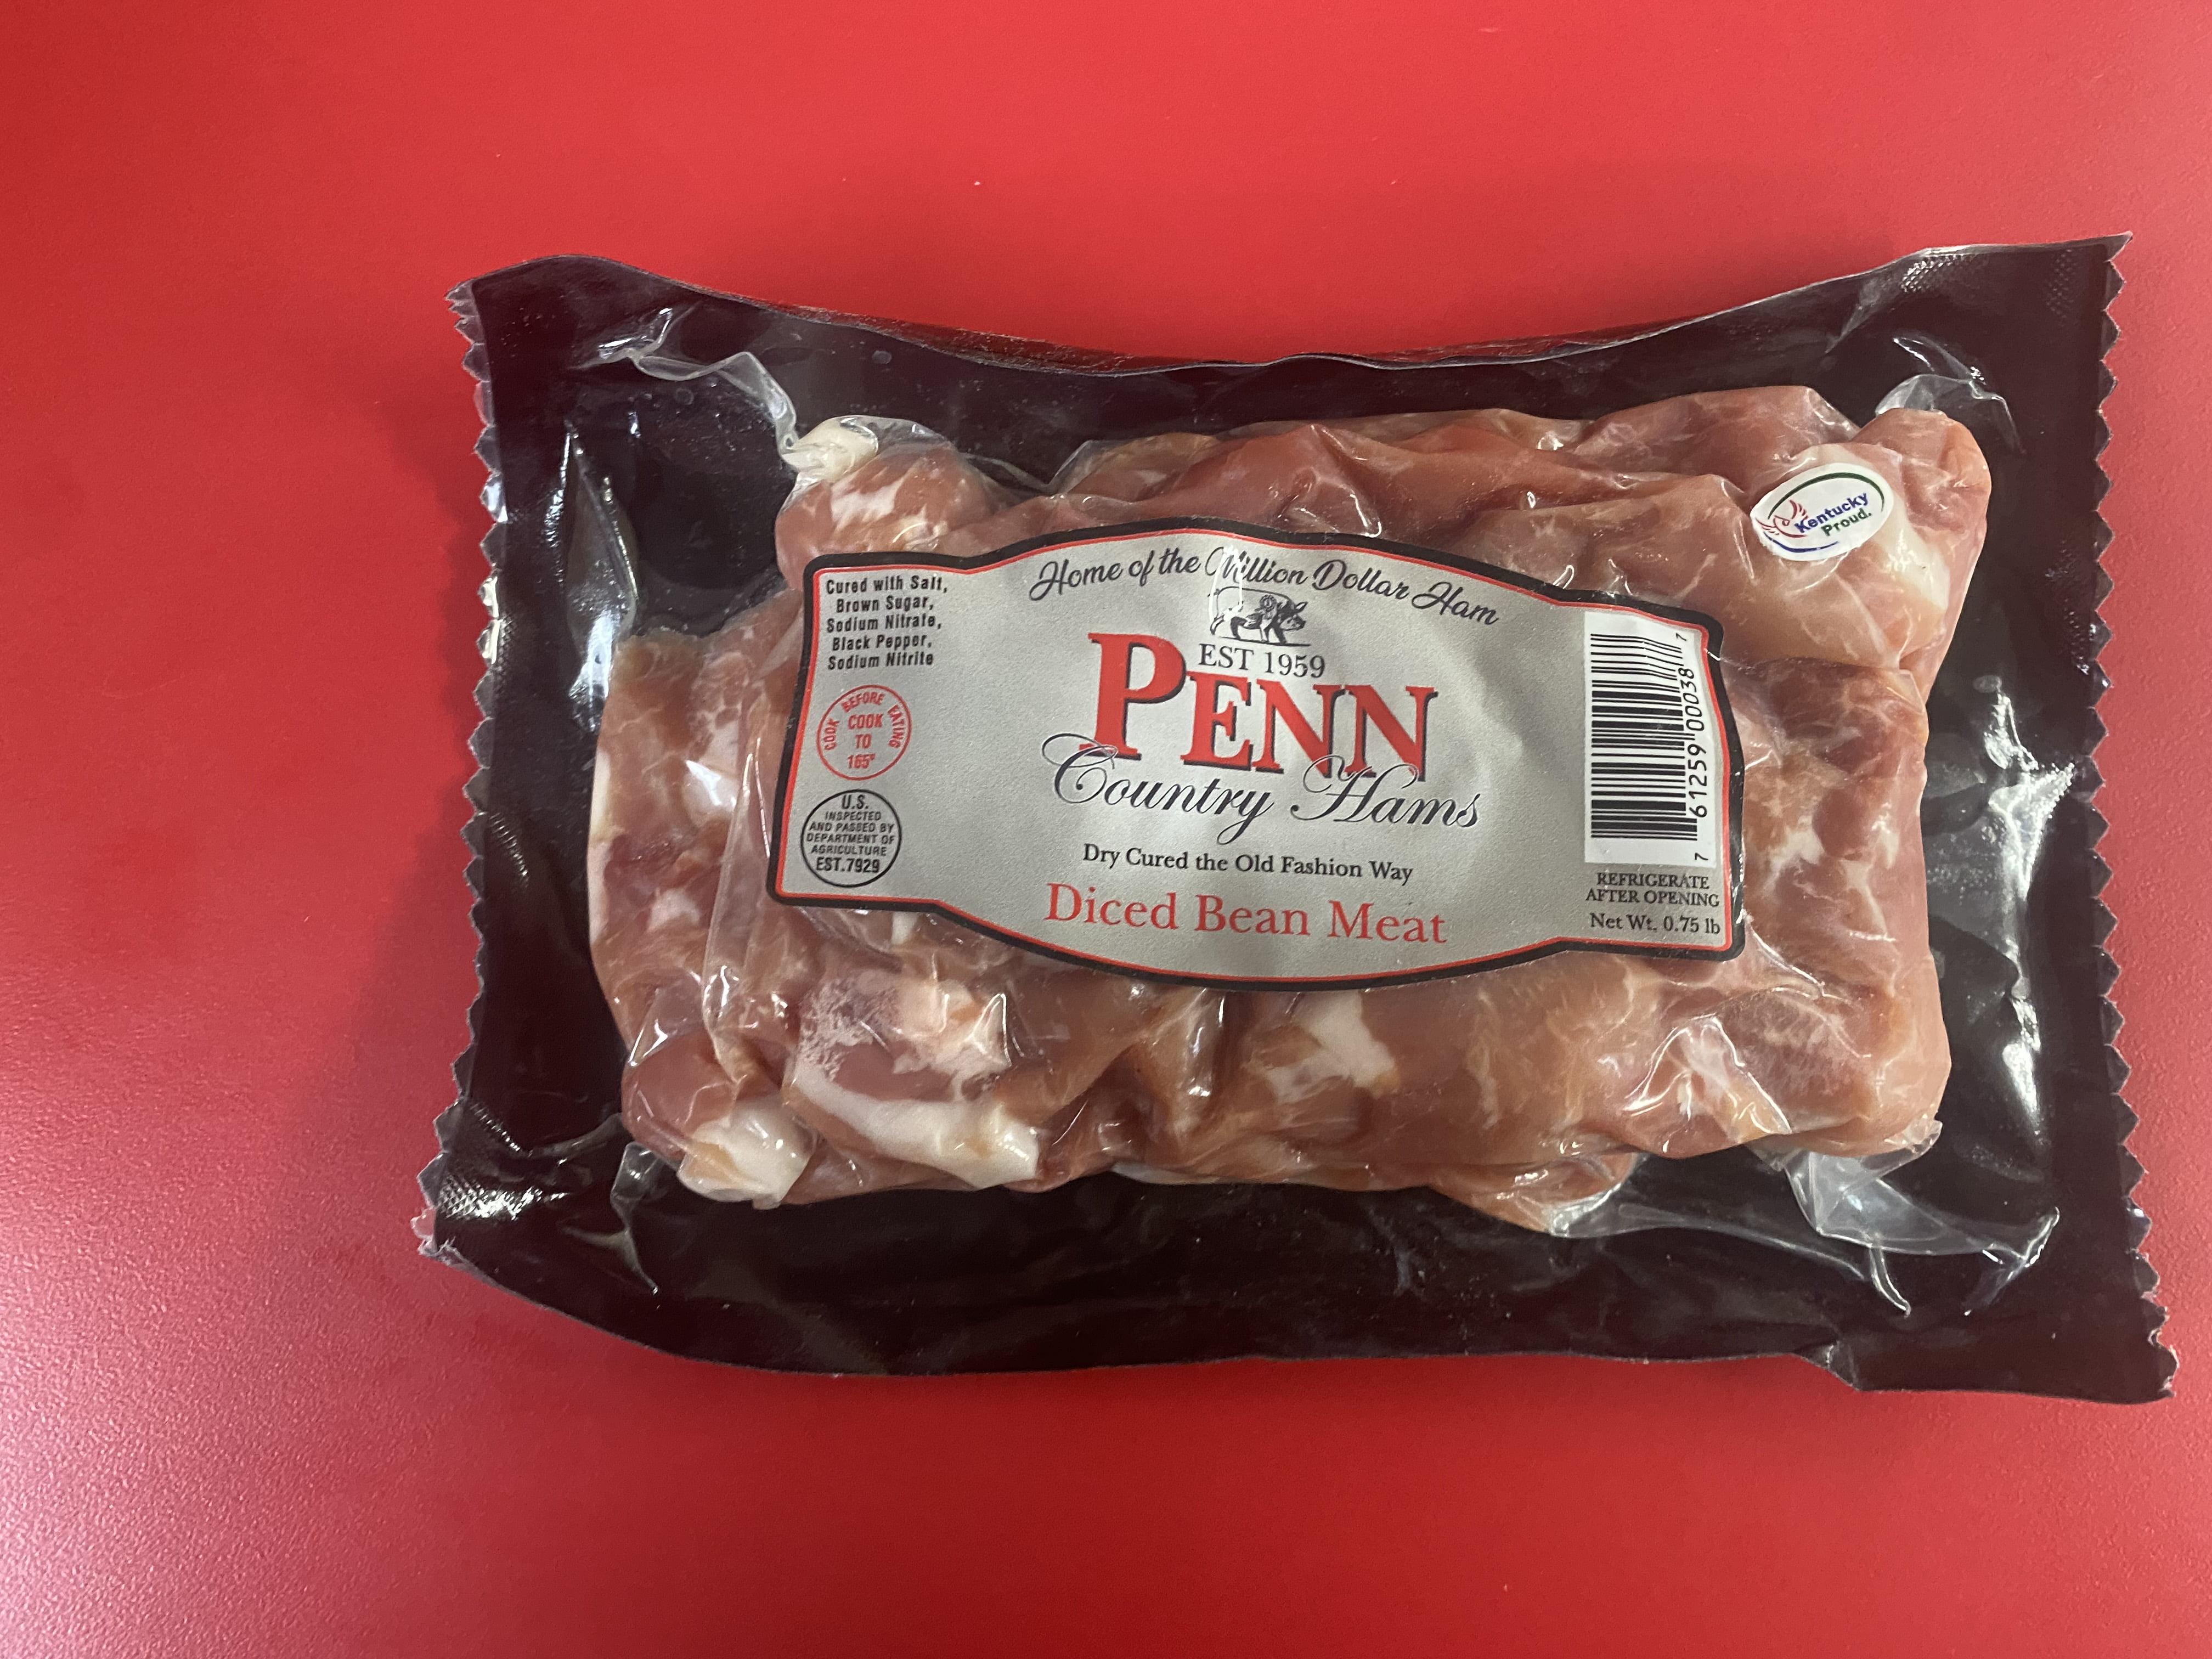 Kentucky
Proud.
Home of the Million Dollar Ham
EST 1959
PENN
Country Hams
Dry Cured the Old Fashion Way
Diced Bean Meat
Cured with Salt,
Brown Sugar,
Sodium Nitrate,
Black Pepper,
Sodium Nitrite
COOK BEFORE EATING
COOK
TO
165°
U.S.
INSPECTED
AND PASSED BY
DEPARTMENT OF
AGRICULTURE
EST.7929
7 61259 00038 7
REFRIGERATE
AFTER OPENING
Net Wt. 0.75 lb